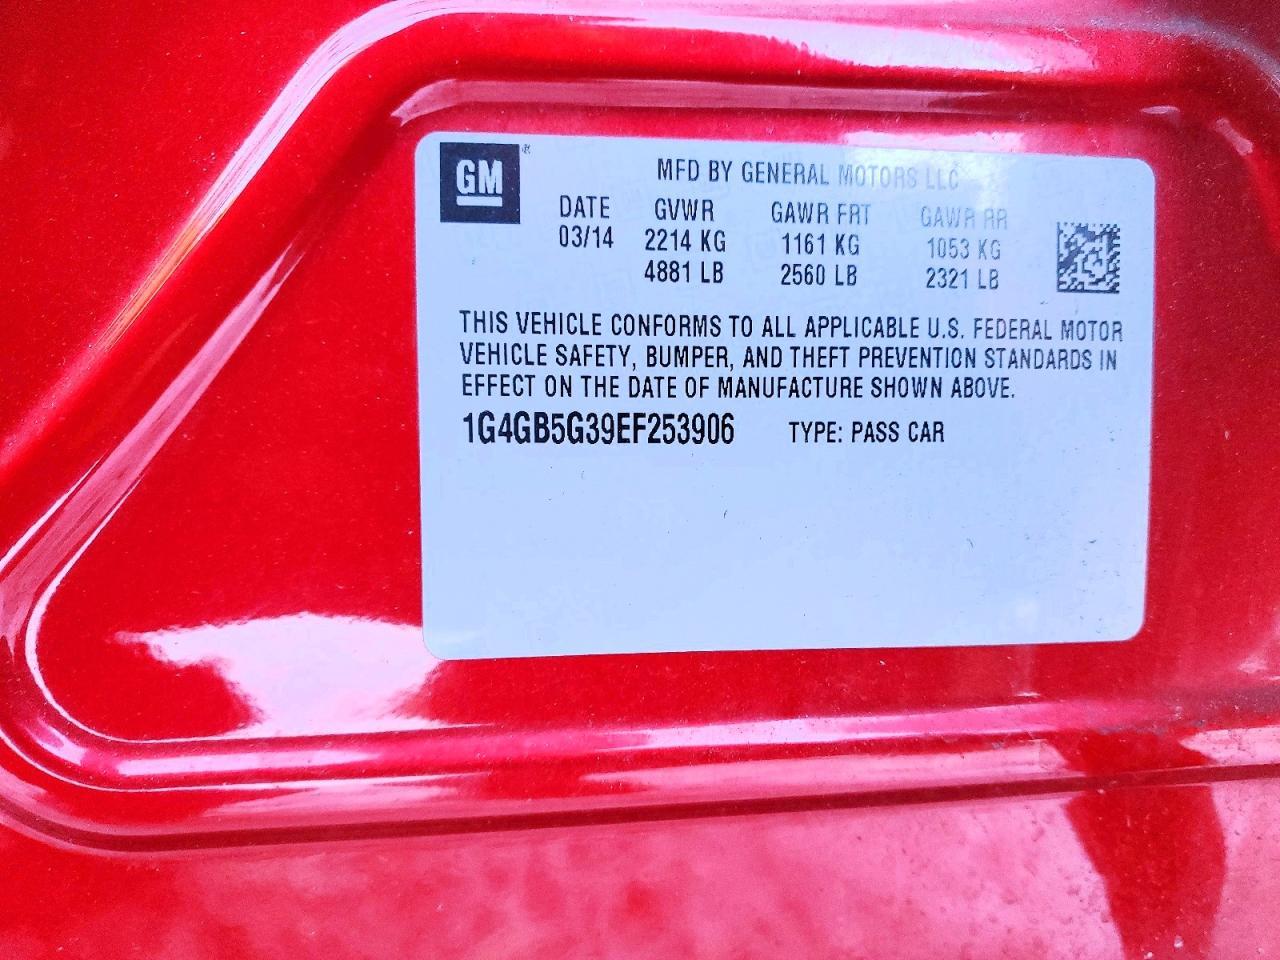 GM®
MFD BY GENERAL MOTORS LLC
DATE GVWR GAWR FRT GAWR RR
03/14 2214 KG 1161 KG 1053 KG
4881 LB 2560 LB 2321 LB
THIS VEHICLE CONFORMS TO ALL APPLICABLE U.S. FEDERAL MOTOR
VEHICLE SAFETY, BUMPER, AND THEFT PREVENTION STANDARDS IN
EFFECT ON THE DATE OF MANUFACTURE SHOWN ABOVE.
1G4GB5G39EF253906 TYPE: PASS CAR